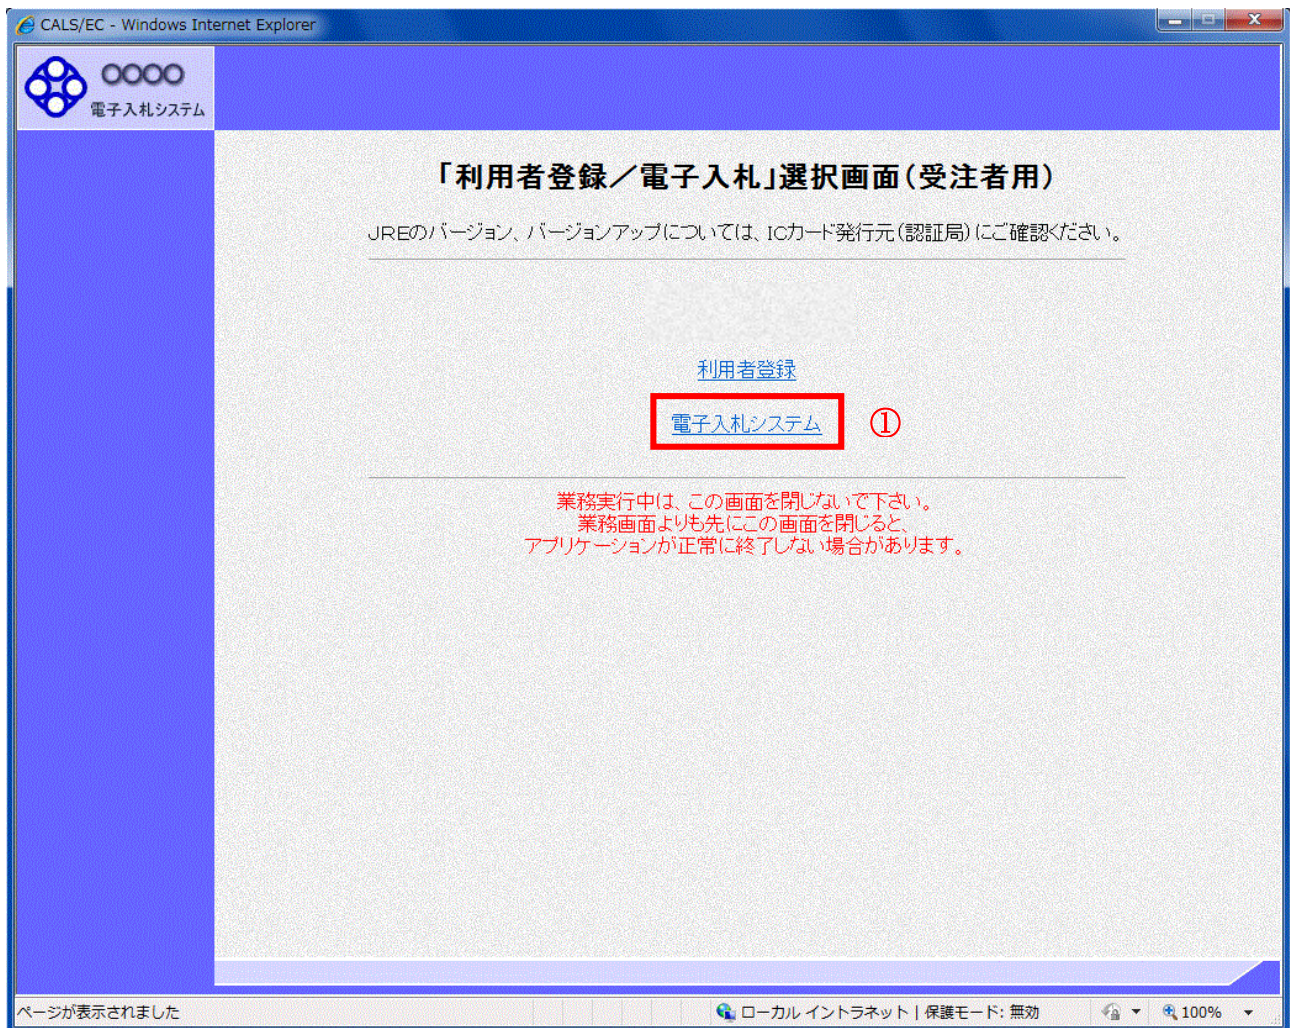 CALS/EC - Windows Internet Explorer
○○○○
電子入札システム
「利用者登録／電子入札」選択画面（受注者用）
JREのバージョン、バージョンアップについては、ICカード発行元（認証局）にご確認ください。
利用者登録
電子入札システム ①
業務実行中は、この画面を閉じないで下さい。
業務画面よりも先にこの画面を閉じると、
アプリケーションが正常に終了しない場合があります。
ページが表示されました
ローカル イントラネット | 保護モード: 無効
100%